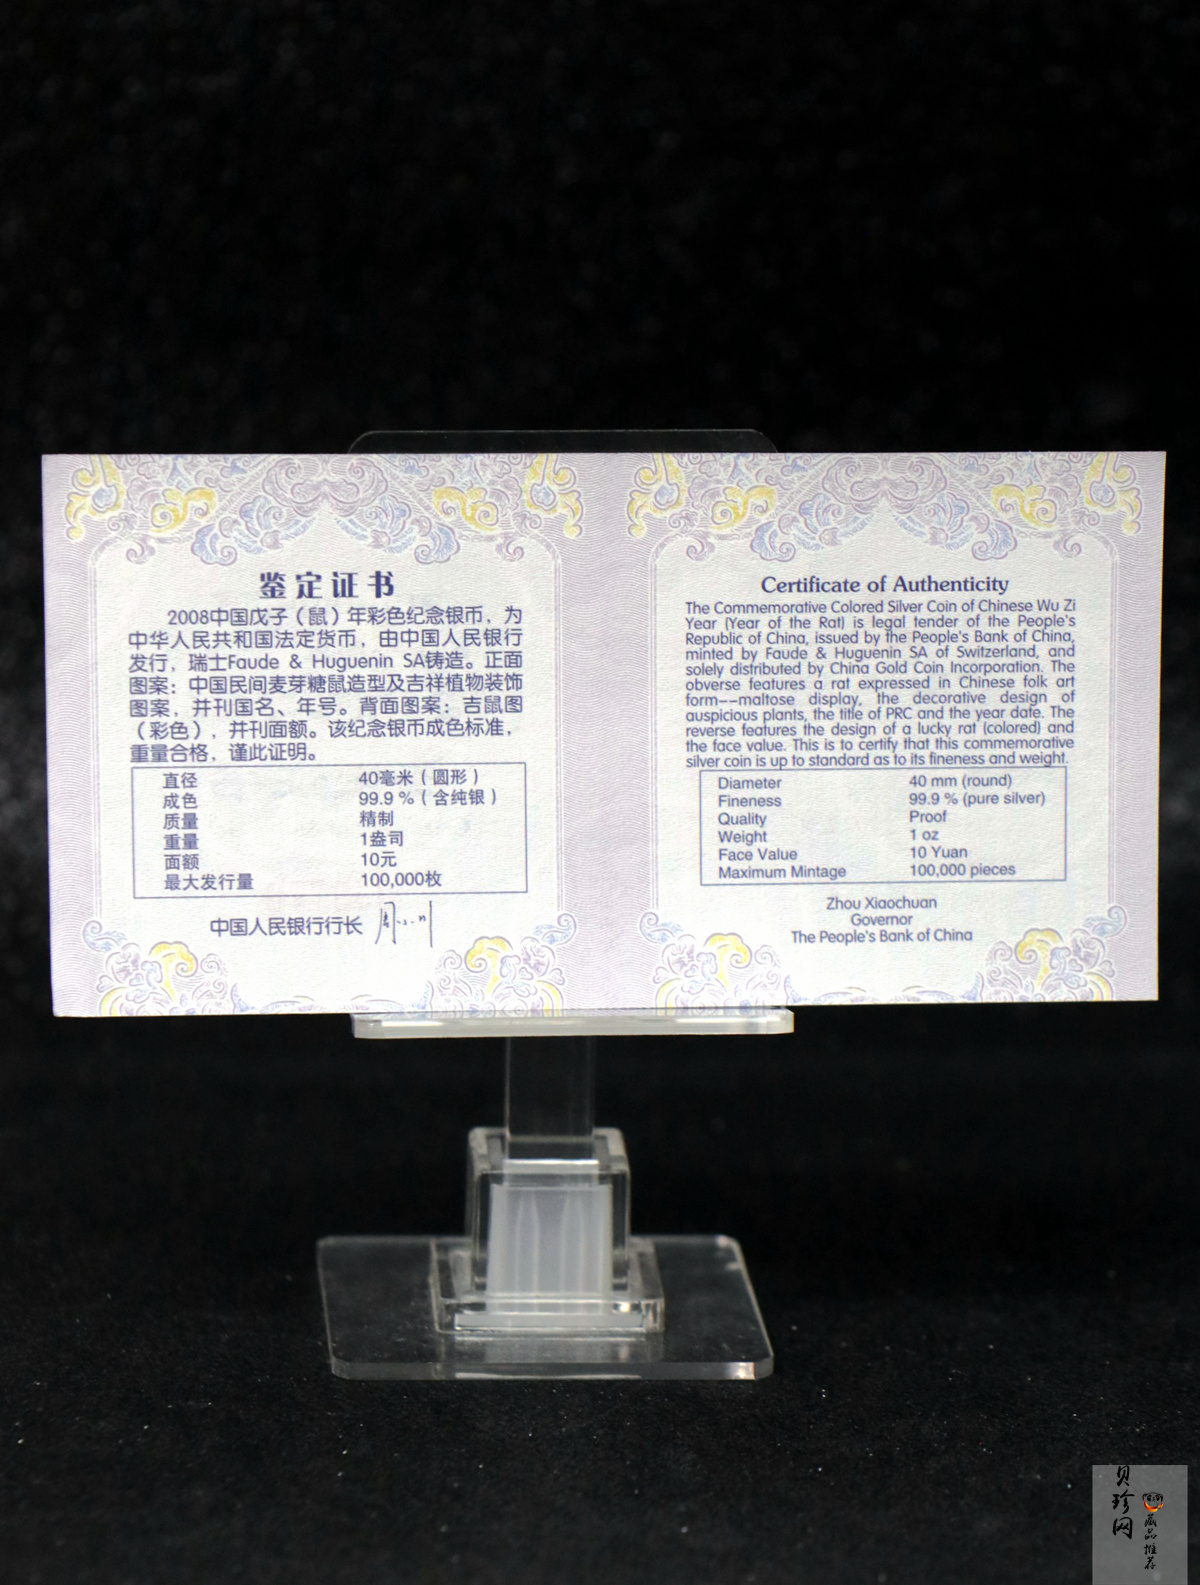 鉴定证书
2008中国戊子（鼠）年彩色纪念银币，为
中华人民共和国法定货币，由中国人民银行
发行，瑞士Faude & Huguenin SA铸造。正面
图案：中国民间麦芽糖鼠造型及吉祥植物装饰
图案，并刊国名、年号。背面图案：吉鼠图
（彩色），并刊面额。该纪念银币成色标准，
重量合格，谨此证明。
直径 40毫米（圆形）
成色 99.9 %（含纯银）
质量 精制
重量 1盎司
面额 10元
最大发行量 100,000枚
中国人民银行行长
Certificate of Authenticity
The Commemorative Colored Silver Coin of Chinese Wu Zi
Year (Year of the Rat) is legal tender of the People's
Republic of China, issued by the People's Bank of China,
minted by Faude & Huguenin SA of Switzerland, and
solely distributed by China Gold Coin Incorporation. The
obverse features a rat expressed in Chinese folk art
form––maltose display, the decorative design of
auspicious plants, the title of PRC and the year date. The
reverse features the design of a lucky rat (colored) and
the face value. This is to certify that this commemorative
silver coin is up to standard as to its fineness and weight.
Diameter 40 mm (round)
Fineness 99.9 % (pure silver)
Quality Proof
Weight 1 oz
Face Value 10 Yuan
Maximum Mintage 100,000 pieces
Zhou Xiaochuan
Governor
The People's Bank of China
贝珍网
藏品推荐